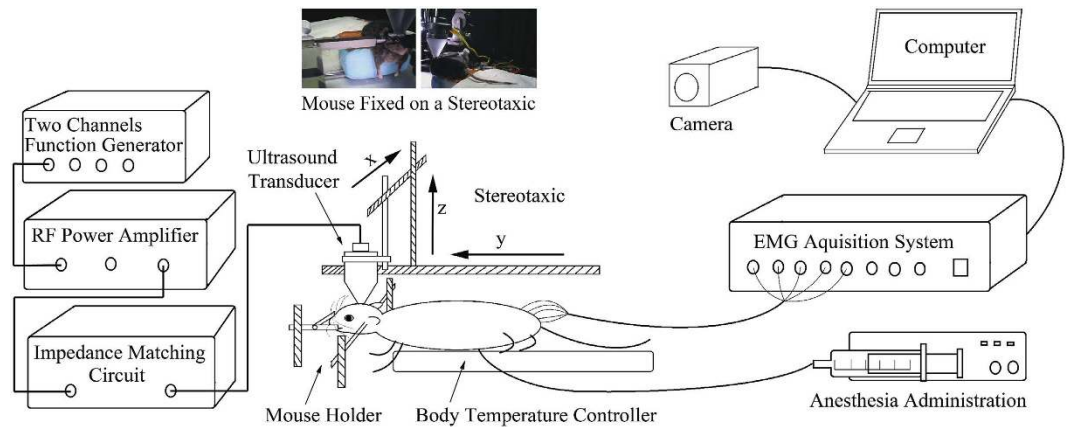 Mouse Fixed on a Stereotaxic
Computer
Camera
Two Channels
Function Generator
Ultrasound
Transducer
x
z
Stereotaxic
y
RF Power Amplifier
EMG Aquisition System
Impedance Matching
Circuit
Mouse Holder
Body Temperature Controller
Anesthesia Administration